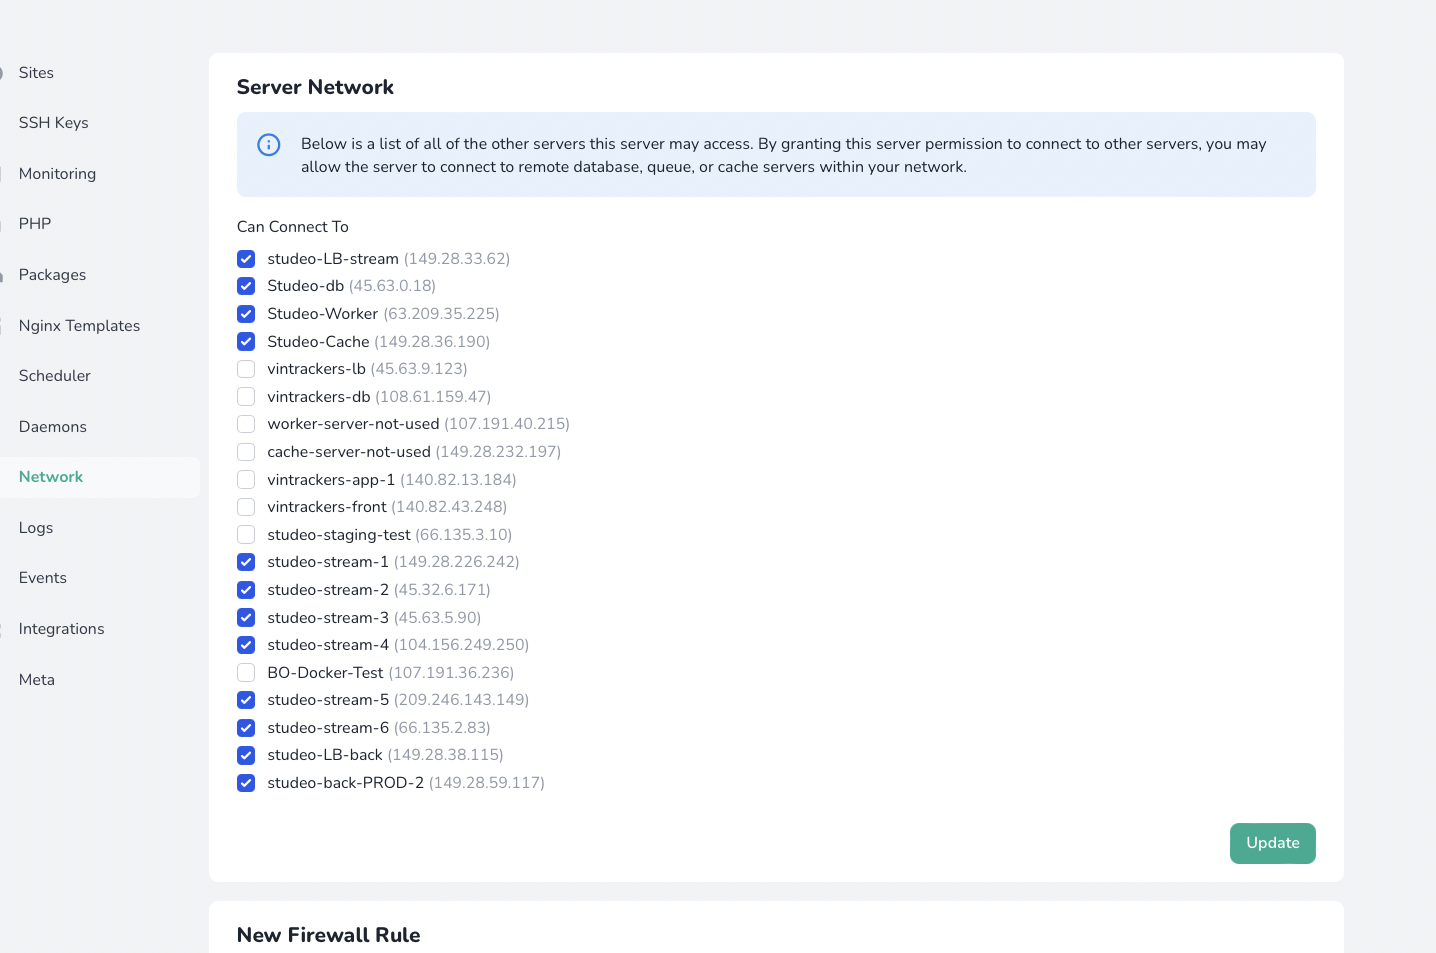 Sites
SSH Keys
Monitoring
PHP
Packages
Nginx Templates
Scheduler
Daemons
Network
Logs
Events
Integrations
Meta
Server Network
Below is a list of all of the other servers this server may access. By granting this server permission to connect to other servers, you may
allow the server to connect to remote database, queue, or cache servers within your network.
Can Connect To
studeo-LB-stream (149.28.33.62)
Studeo-db (45.63.0.18)
Studeo-Worker (63.209.35.225)
Studeo-Cache (149.28.36.190)
vintrackers-lb (45.63.9.123)
vintrackers-db (108.61.159.47)
worker-server-not-used (107.191.40.215)
cache-server-not-used (149.28.232.197)
vintrackers-app-1 (140.82.13.184)
vintrackers-front (140.82.43.248)
studeo-staging-test (66.135.3.10)
studeo-stream-1 (149.28.226.242)
studeo-stream-2 (45.32.6.171)
studeo-stream-3 (45.63.5.90)
studeo-stream-4 (104.156.249.250)
BO-Docker-Test (107.191.36.236)
studeo-stream-5 (209.246.143.149)
studeo-stream-6 (66.135.2.83)
studeo-LB-back (149.28.38.115)
studeo-back-PROD-2 (149.28.59.117)
Update
New Firewall Rule